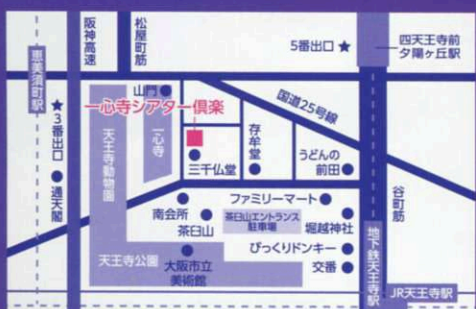 恵美須町駅
阪神高速
松屋町筋
5番出口 ★
四天王寺前
夕陽ヶ丘駅
★
3番出口
通天閣
山門
一心寺シアター倶楽
国道25号線
天王寺動物園
一心寺
三千仏堂
存牟堂
うどんの
前田
谷町筋
南会所
茶臼山
ファミリーマート
茶臼山エントランス
駐車場
堀越神社
びっくりドンキー
交番
天王寺公園
大阪市立
美術館
地下鉄天王寺駅
JR天王寺駅